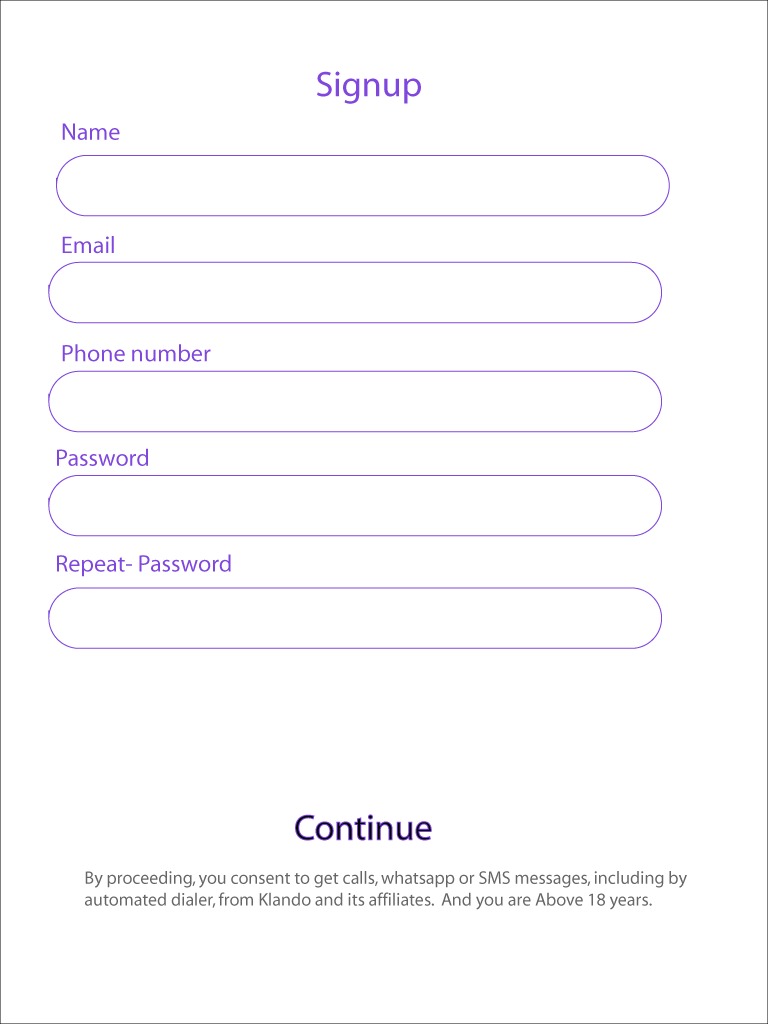 Signup
Name
Email
Phone number
Password
Repeat- Password
Continue
By proceeding, you consent to get calls, whatsapp or SMS messages, including by
automated dialer, from Klando and its affiliates.  And you are Above 18 years.